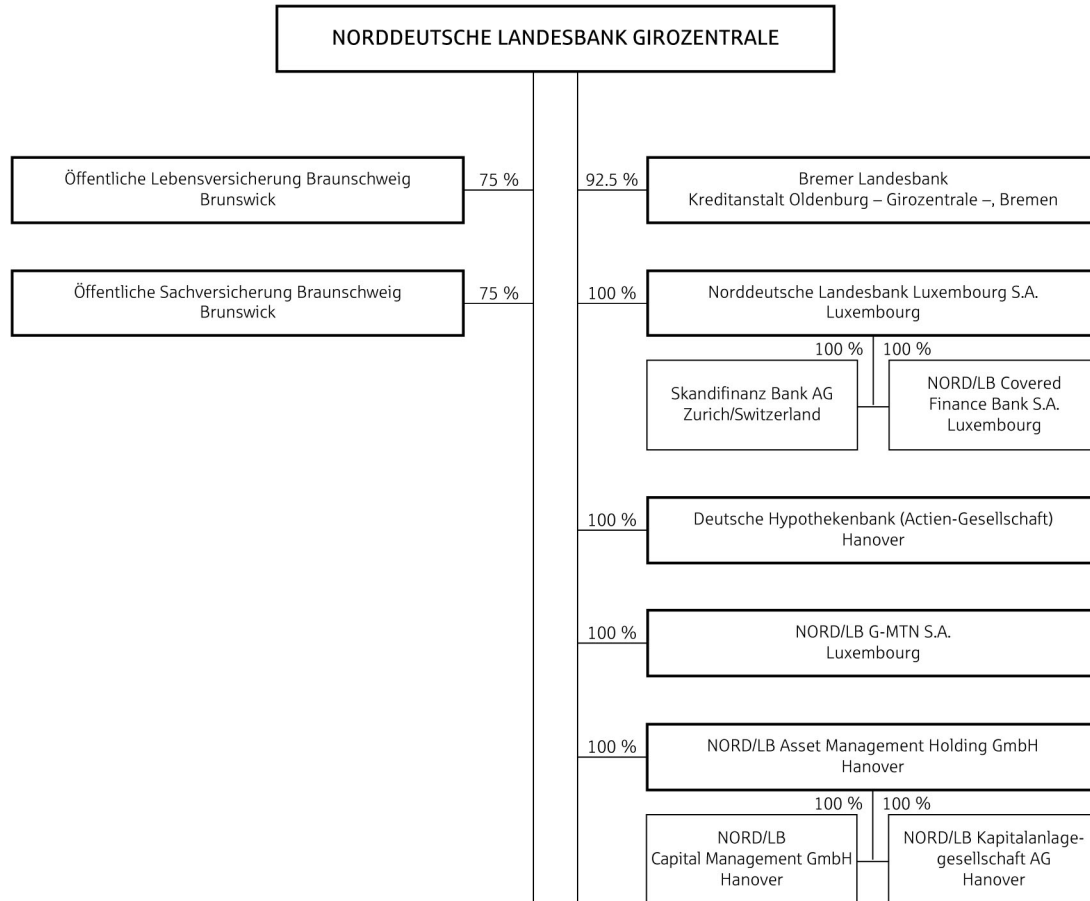 NORDDEUTSCHE LANDESBANK GIROZENTRALE
Öffentliche Lebensversicherung Braunschweig
Brunswick
75 %
92.5 %
Bremer Landesbank
Kreditanstalt Oldenburg – Girozentrale –, Bremen
Öffentliche Sachversicherung Braunschweig
Brunswick
75 %
100 %
Norddeutsche Landesbank Luxembourg S.A.
Luxembourg
100 %
100 %
Skandifinanz Bank AG
Zurich/Switzerland
NORD/LB Covered
Finance Bank S.A.
Luxembourg
100 %
Deutsche Hypothekenbank (Actien-Gesellschaft)
Hanover
100 %
NORD/LB G-MTN S.A.
Luxembourg
100 %
NORD/LB Asset Management Holding GmbH
Hanover
100 %
100 %
NORD/LB
Capital Management GmbH
Hanover
NORD/LB Kapitalanlage-
gesellschaft AG
Hanover